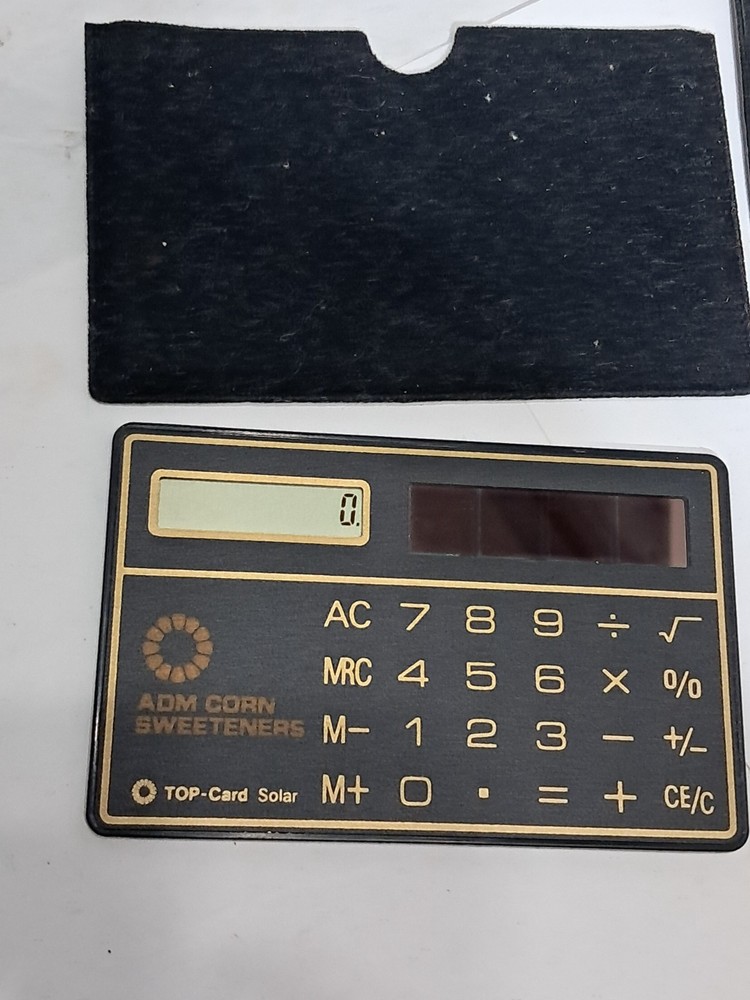 0.
AC 7 8 9 ÷ √
MRC 4 5 6 × %
ADM CORN
SWEETENERS
M- 1 2 3 - +/-
TOP-Card Solar
M+ 0 . = + CE/C